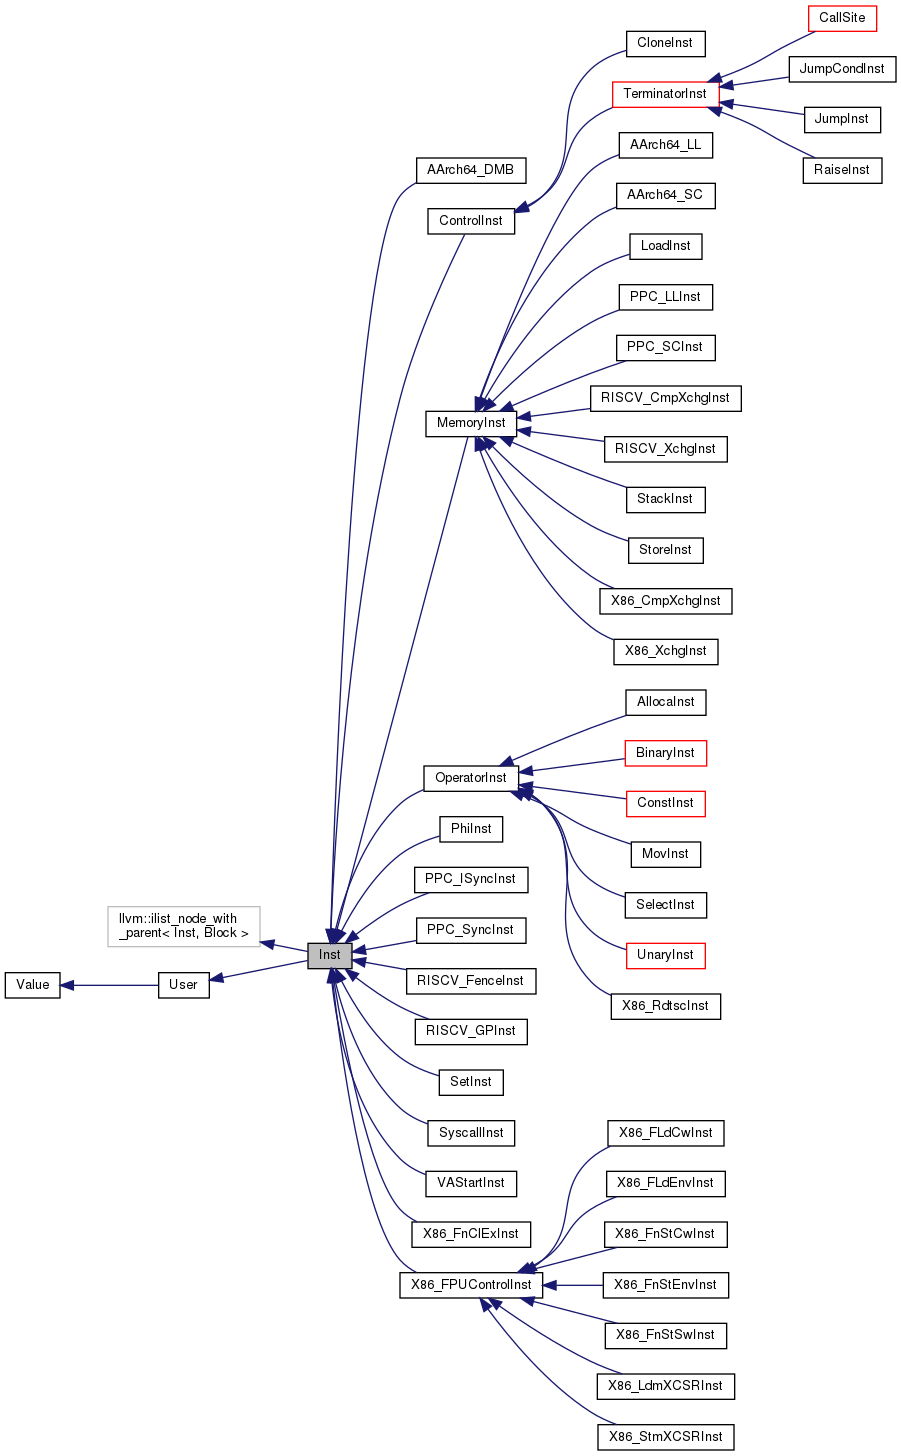 CallSite
CloneInst
JumpCondInst
TerminatorInst
JumpInst
AArch64_LL
AArch64_DMB
RaiseInst
AArch64_SC
ControlInst
LoadInst
PPC_LLInst
PPC_SCInst
RISCV_CmpXchgInst
MemoryInst
RISCV_XchgInst
StackInst
StoreInst
X86_CmpXchgInst
X86_XchgInst
AllocaInst
BinaryInst
OperatorInst
ConstInst
PhiInst
MovInst
PPC_ISyncInst
SelectInst
llvm::ilist_node_with
_parent< Inst, Block >
PPC_SyncInst
Inst
UnaryInst
Value
User
RISCV_FenceInst
X86_RdtscInst
RISCV_GPInst
SetInst
SyscallInst
X86_FLdCwInst
VAStartInst
X86_FLdEnvInst
X86_FnClExInst
X86_FnStCwInst
X86_FPUControlInst
X86_FnStEnvInst
X86_FnStSwInst
X86_LdmXCSRInst
X86_StmXCSRInst